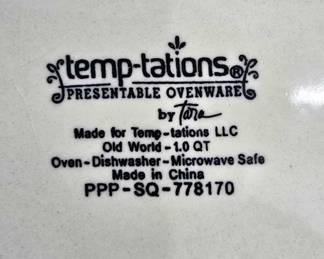 temp-tations®
PRESENTABLE OVENWARE
by Tara
Made for Temp-tations LLC
Old World-1.0 QT
Oven-Dishwasher-Microwave Safe
Made in China
PPP-SQ-778170